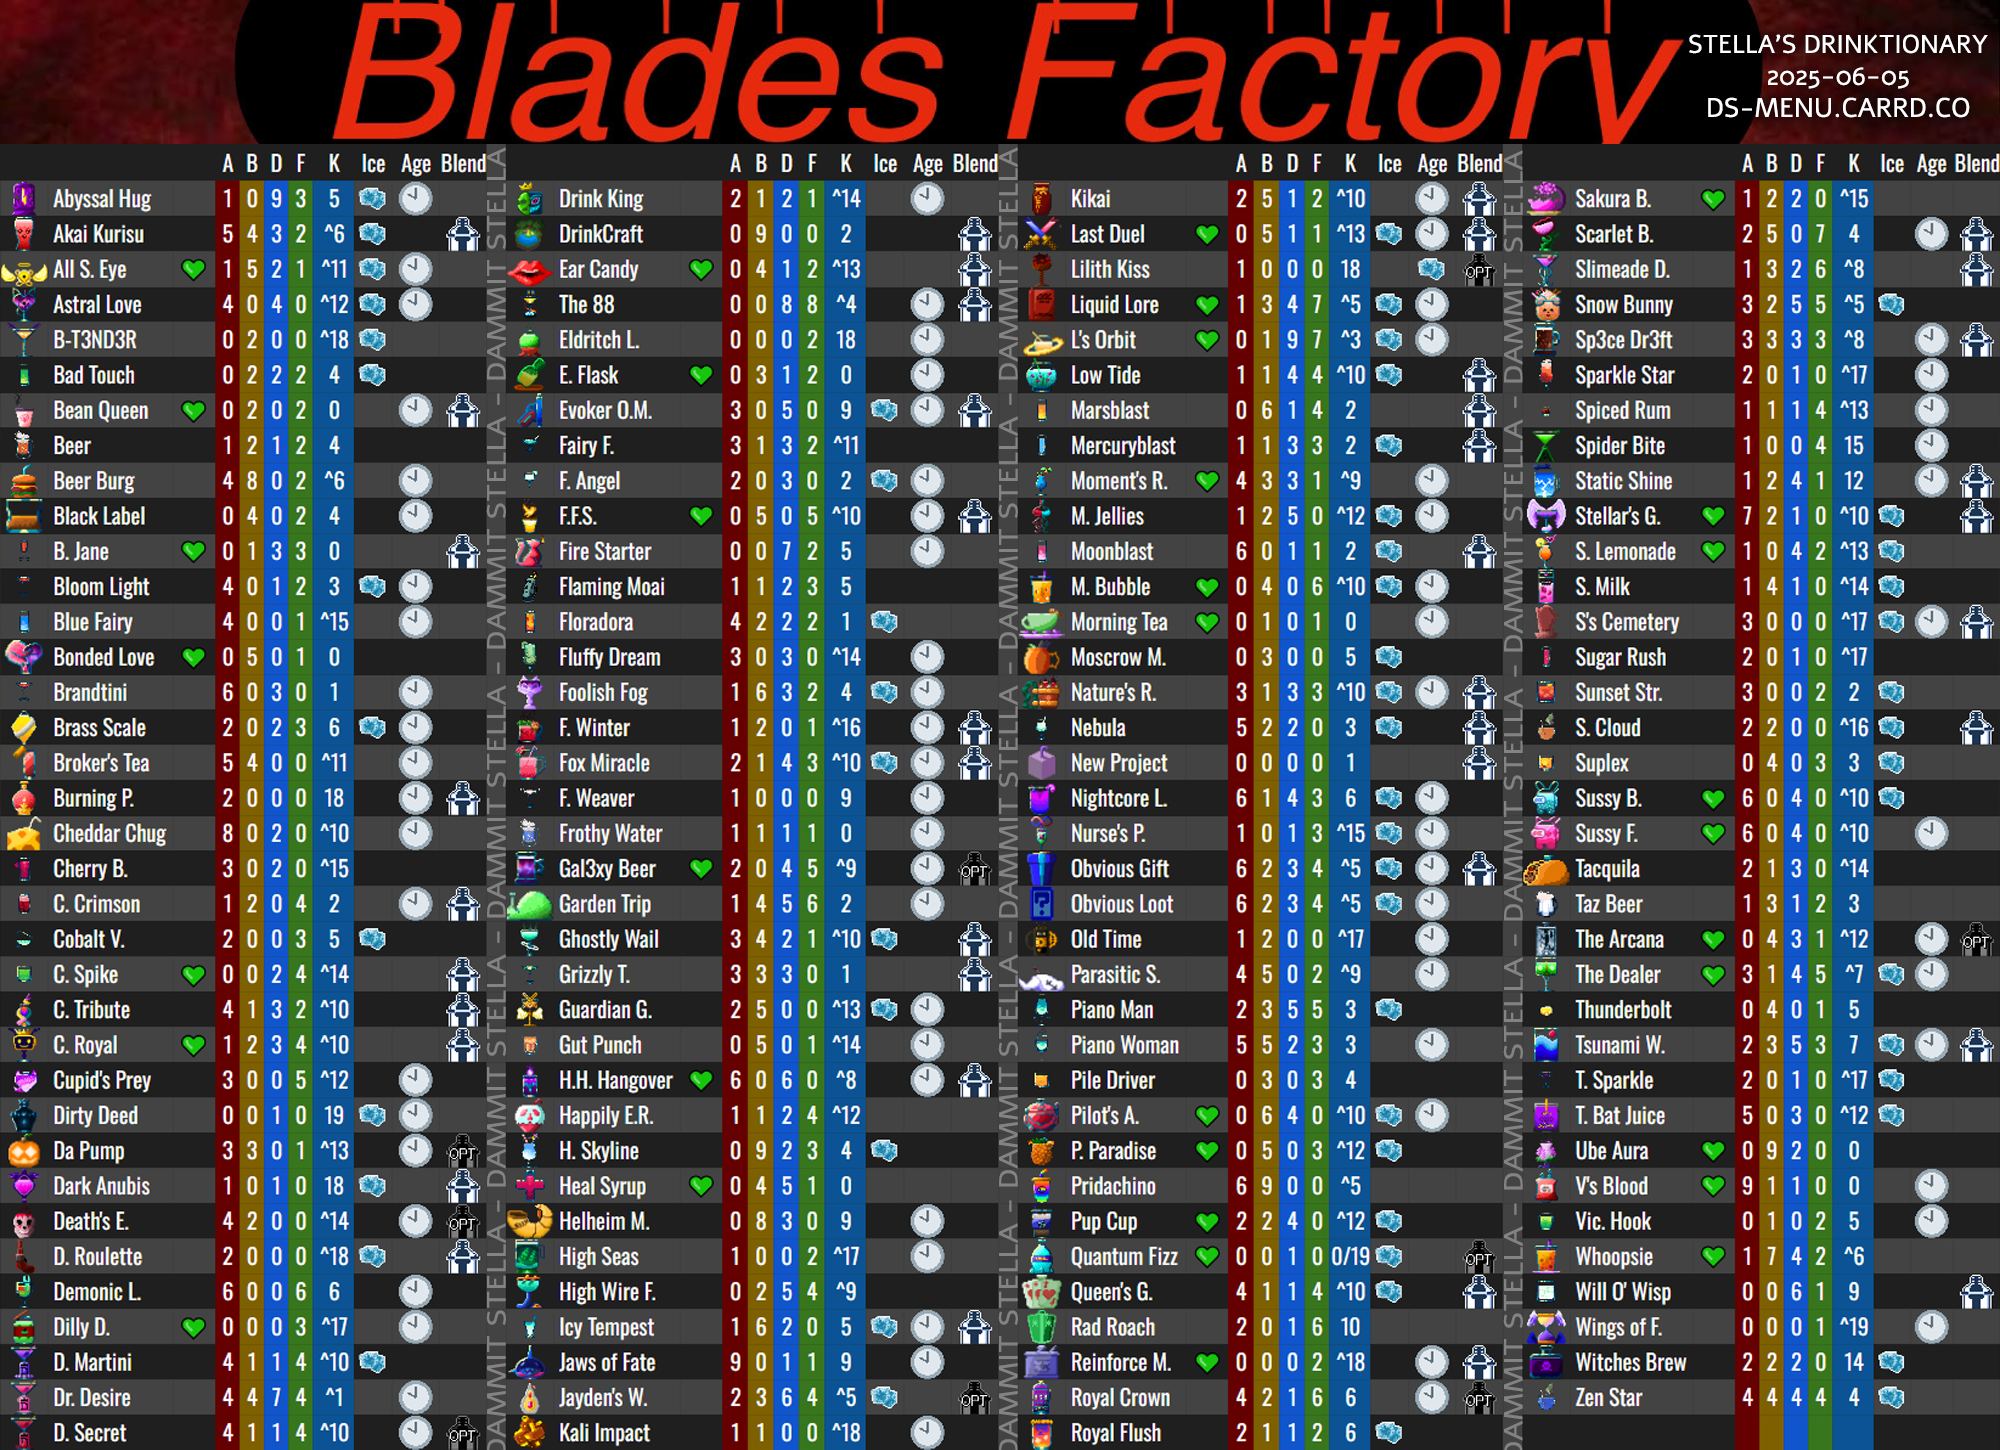 Blades Factory
STELLA'S DRINKTIONARY
2025-06-05
DS-MENU.CARRD.CO
A B D F K Ice Age Blend
Abyssal Hug 1 0 9 3 5
Akai Kurisu 5 4 3 2 ^6
All S. Eye 1 5 2 1 ^11
Astral Love 4 0 4 0 ^12
B-T3ND3R 0 2 0 0 ^18
Bad Touch 0 2 2 2 4
Bean Queen 0 2 0 2 0
Beer 1 2 1 2 4
Beer Burg 4 8 0 2 ^6
Black Label 0 4 0 2 4
B. Jane 0 1 3 3 0
Bloom Light 4 0 1 2 3
Blue Fairy 4 0 0 1 ^15
Bonded Love 0 5 0 1 0
Brandtini 6 0 3 0 1
Brass Scale 2 0 2 3 6
Broker's Tea 5 4 0 0 ^11
Burning P. 2 0 0 0 18
Cheddar Chug 8 0 2 0 ^10
Cherry B. 3 0 2 0 ^15
C. Crimson 1 2 0 4 2
Cobalt V. 2 0 0 3 5
C. Spike 0 0 2 4 ^14
C. Tribute 4 1 3 2 ^10
C. Royal 1 2 3 4 ^10
Cupid's Prey 3 0 0 5 ^12
Dirty Deed 0 0 1 0 19
Da Pump 3 3 0 1 ^13 OPT
Dark Anubis 1 0 1 0 18
Death's E. 4 2 0 0 ^14 OPT
D. Roulette 2 0 0 0 ^18
Demonic L. 6 0 0 6 6
Dilly D. 0 0 0 3 ^17
D. Martini 4 1 1 4 ^10
Dr. Desire 4 4 7 4 ^1
D. Secret 4 1 1 4 ^10 OPT
DAMMIT STELLA - DAMMIT STELLA - DAMMIT STELLA - DAMMIT STELLA
A B D F K Ice Age Blend
Drink King 2 1 2 1 ^14
DrinkCraft 0 9 0 0 2
Ear Candy 0 4 1 2 ^13
The 88 0 0 8 8 ^4
Eldritch L. 0 0 0 2 18
E. Flask 0 3 1 2 0
Evoker O.M. 3 0 5 0 9
Fairy F. 3 1 3 2 ^11
F. Angel 2 0 3 0 2
F.F.S. 0 5 0 5 ^10
Fire Starter 0 0 7 2 5
Flaming Moai 1 1 2 3 5
Floradora 4 2 2 2 1
Fluffy Dream 3 0 3 0 ^14
Foolish Fog 1 6 3 2 4
F. Winter 1 2 0 1 ^16
Fox Miracle 2 1 4 3 ^10
F. Weaver 1 0 0 0 9
Frothy Water 1 1 1 1 0
Gal3xy Beer 2 0 4 5 ^9 OPT
Garden Trip 1 4 5 6 2
Ghostly Wail 3 4 2 1 ^10
Grizzly T. 3 3 3 0 1
Guardian G. 2 5 0 0 ^13
Gut Punch 0 5 0 1 ^14
H.H. Hangover 6 0 6 0 ^8
Happily E.R. 1 1 2 4 ^12
H. Skyline 0 9 2 3 4
Heal Syrup 0 4 5 1 0
Helheim M. 0 8 3 0 9
High Seas 1 0 0 2 ^17
High Wire F. 0 2 5 4 ^9
Icy Tempest 1 6 2 0 5
Jaws of Fate 9 0 1 1 9
Jayden's W. 2 3 6 4 ^5 OPT
Kali Impact 1 1 0 0 ^18
DAMMIT STELLA - DAMMIT STELLA - DAMMIT STELLA - DAMMIT STELLA
A B D F K Ice Age Blend
Kikai 2 5 1 2 ^10
Last Duel 0 5 1 1 ^13
Lilith Kiss 1 0 0 0 18 OPT
Liquid Lore 1 3 4 7 ^5
L's Orbit 0 1 9 7 ^3
Low Tide 1 1 4 4 ^10
Marsblast 0 6 1 4 2
Mercuryblast 1 1 3 3 2
Moment's R. 4 3 3 1 ^9
M. Jellies 1 2 5 0 ^12
Moonblast 6 0 1 1 2
M. Bubble 0 4 0 6 ^10
Morning Tea 0 1 0 1 0
Moscrow M. 0 3 0 0 5
Nature's R. 3 1 3 3 ^10
Nebula 5 2 2 0 3
New Project 0 0 0 0 1
Nightcore L. 6 1 4 3 6
Nurse's P. 1 0 1 3 ^15
Obvious Gift 6 2 3 4 ^5
Obvious Loot 6 2 3 4 ^5
Old Time 1 2 0 0 ^17
Parasitic S. 4 5 0 2 ^9
Piano Man 2 3 5 5 3
Piano Woman 5 5 2 3 3
Pile Driver 0 3 0 3 4
Pilot's A. 0 6 4 0 ^10
P. Paradise 0 5 0 3 ^12
Pridachino 6 9 0 0 ^5
Pup Cup 2 2 4 0 ^12
Quantum Fizz 0 0 1 0 0/19 OPT
Queen's G. 4 1 1 4 ^10
Rad Roach 2 0 1 6 10
Reinforce M. 0 0 0 2 ^18
Royal Crown 4 2 1 6 6 OPT
Royal Flush 2 1 1 2 6
DAMMIT STELLA - DAMMIT STELLA - DAMMIT STELLA - DAMMIT STELLA
A B D F K Ice Age Blend
Sakura B. 1 2 2 0 ^15
Scarlet B. 2 5 0 7 4
Slimeade D. 1 3 2 6 ^8
Snow Bunny 3 2 5 5 ^5
Sp3ce Dr3ft 3 3 3 3 ^8
Sparkle Star 2 0 1 0 ^17
Spiced Rum 1 1 1 4 ^13
Spider Bite 1 0 0 4 15
Static Shine 1 2 4 1 12
Stellar's G. 7 2 1 0 ^10
S. Lemonade 1 0 4 2 ^13
S. Milk 1 4 1 0 ^14
S's Cemetery 3 0 0 0 ^17
Sugar Rush 2 0 1 0 ^17
Sunset Str. 3 0 0 2 2
S. Cloud 2 2 0 0 ^16
Suplex 0 4 0 3 3
Sussy B. 6 0 4 0 ^10
Sussy F. 6 0 4 0 ^10
Tacquila 2 1 3 0 ^14
Taz Beer 1 3 1 2 3
The Arcana 0 4 3 1 ^12 OPT
The Dealer 3 1 4 5 ^7
Thunderbolt 0 4 0 1 5
Tsunami W. 2 3 5 3 7
T. Sparkle 2 0 1 0 ^17
T. Bat Juice 5 0 3 0 ^12
Ube Aura 0 9 2 0 0
V's Blood 9 1 1 0 0
Vic. Hook 0 1 0 2 5
Whoopsie 1 7 4 2 ^6
Will O' Wisp 0 0 6 1 9
Wings of F. 0 0 0 1 ^19
Witches Brew 2 2 2 0 14
Zen Star 4 4 4 4 4